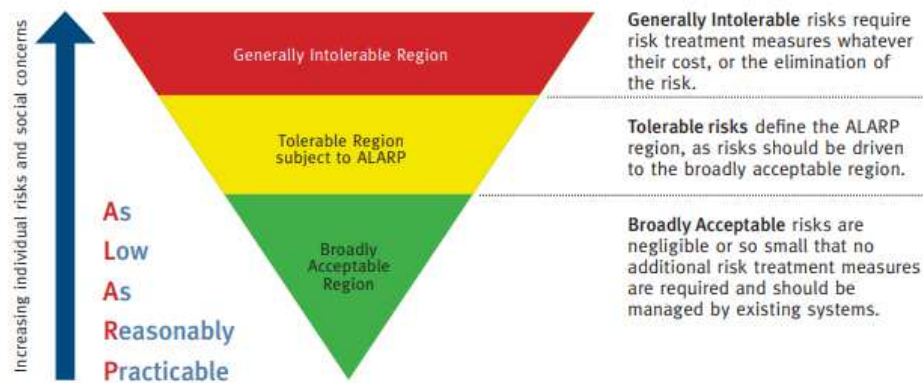 Increasing individual risks and social concerns
As
Low
As
Reasonably
Practicable
Generally Intolerable Region
Tolerable Region
subject to ALARP
Broadly
Acceptable
Region
Generally Intolerable risks require
risk treatment measures whatever
their cost, or the elimination of
the risk.
Tolerable risks define the ALARP
region, as risks should be driven
to the broadly acceptable region.
Broadly Acceptable risks are
negligible or so small that no
additional risk treatment measures
are required and should be
managed by existing systems.